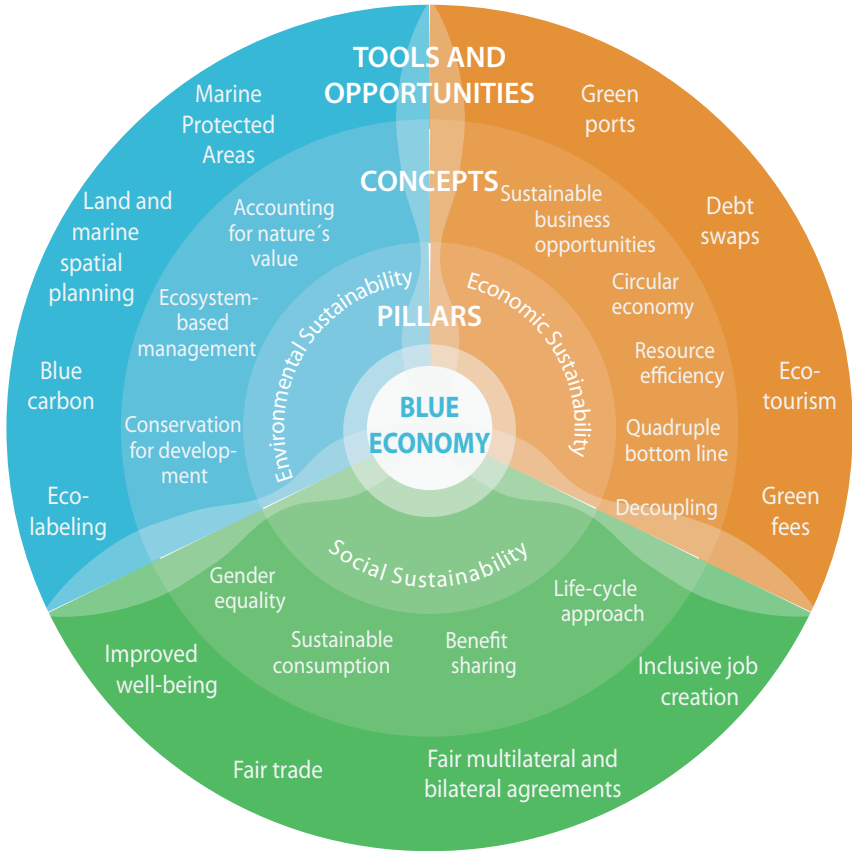 TOOLS AND
OPPORTUNITIES
CONCEPTS
PILLARS
BLUE
ECONOMY
Environmental Sustainability
Accounting
for nature´s
value
Ecosystem-
based
management
Conservation
for develop-
ment
Marine
Protected
Areas
Land and
marine
spatial
planning
Blue
carbon
Eco-
labeling
Economic Sustainability
Sustainable
business
opportunities
Circular
economy
Resource
efficiency
Quadruple
bottom line
Decoupling
Green
ports
Debt
swaps
Eco-
tourism
Green
fees
Social Sustainability
Gender
equality
Sustainable
consumption
Benefit
sharing
Life-cycle
approach
Improved
well-being
Fair trade
Fair multilateral and
bilateral agreements
Inclusive job
creation